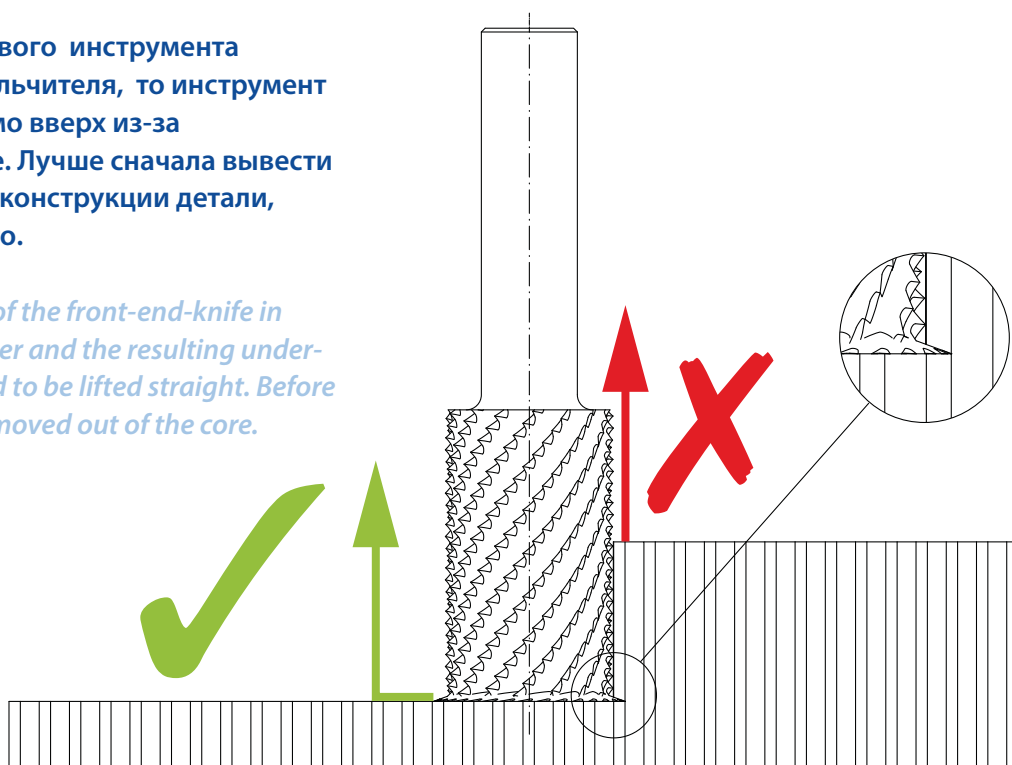 вого инструмента
льчителя, то инструмент
мо вверх из-за
е. Лучше сначала вывести
конструкции детали,
о.
of the front-end-knife in
er and the resulting under-
d to be lifted straight. Before
moved out of the core.